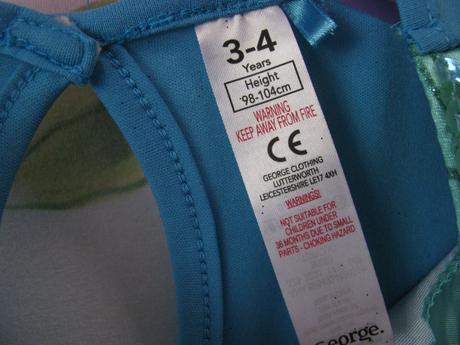 3-4
Years
Height
98-104cm
WARNING
KEEP AWAY FROM FIRE
CE
GEORGE CLOTHING
LUTTERWORTH
LEICESTERSHIRE LE17 4XH
WARNINGS!
NOT SUITABLE FOR
CHILDREN UNDER
36 MONTHS DUE TO SMALL
PARTS - CHOKING HAZARD
George.